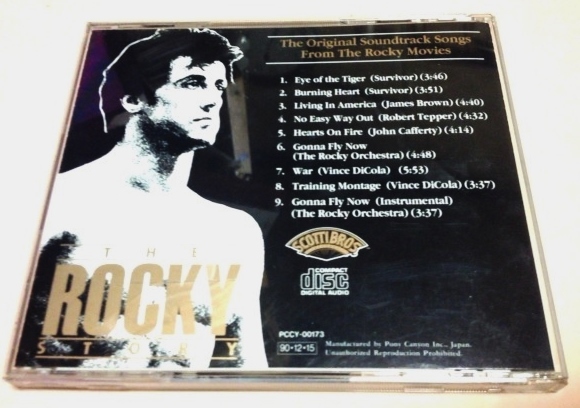 The Original Soundtrack Songs
From The Rocky Movies
1. Eye of the Tiger (Survivor) (3:46)
2. Burning Heart (Survivor) (3:51)
3. Living In America (James Brown) (4:40)
4. No Easy Way Out (Robert Tepper) (4:32)
5. Hearts On Fire (John Cafferty) (4:14)
6. Gonna Fly Now
(The Rocky Orchestra) (4:48)
7. War (Vince DiCola) (5:53)
8. Training Montage (Vince DiCola) (3:37)
9. Gonna Fly Now (Instrumental)
(The Rocky Orchestra) (3:37)
SCOTTI BROS
COMPACT
disc
DIGITAL AUDIO
THE
ROCKY
STORY
PCCY-00173
90·12·15
Manufactured by Pony Canyon Inc., Japan.
Unauthorized Reproduction Prohibited.